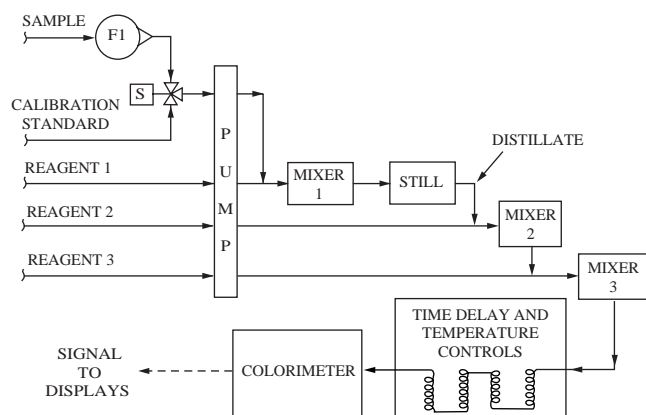 SAMPLE
F1
S
CALIBRATION
STANDARD
REAGENT 1
REAGENT 2
REAGENT 3
P
U
M
P
MIXER
1
STILL
DISTILLATE
MIXER
2
MIXER
3
TIME DELAY AND
TEMPERATURE
CONTROLS
COLORIMETER
SIGNAL
TO
DISPLAYS